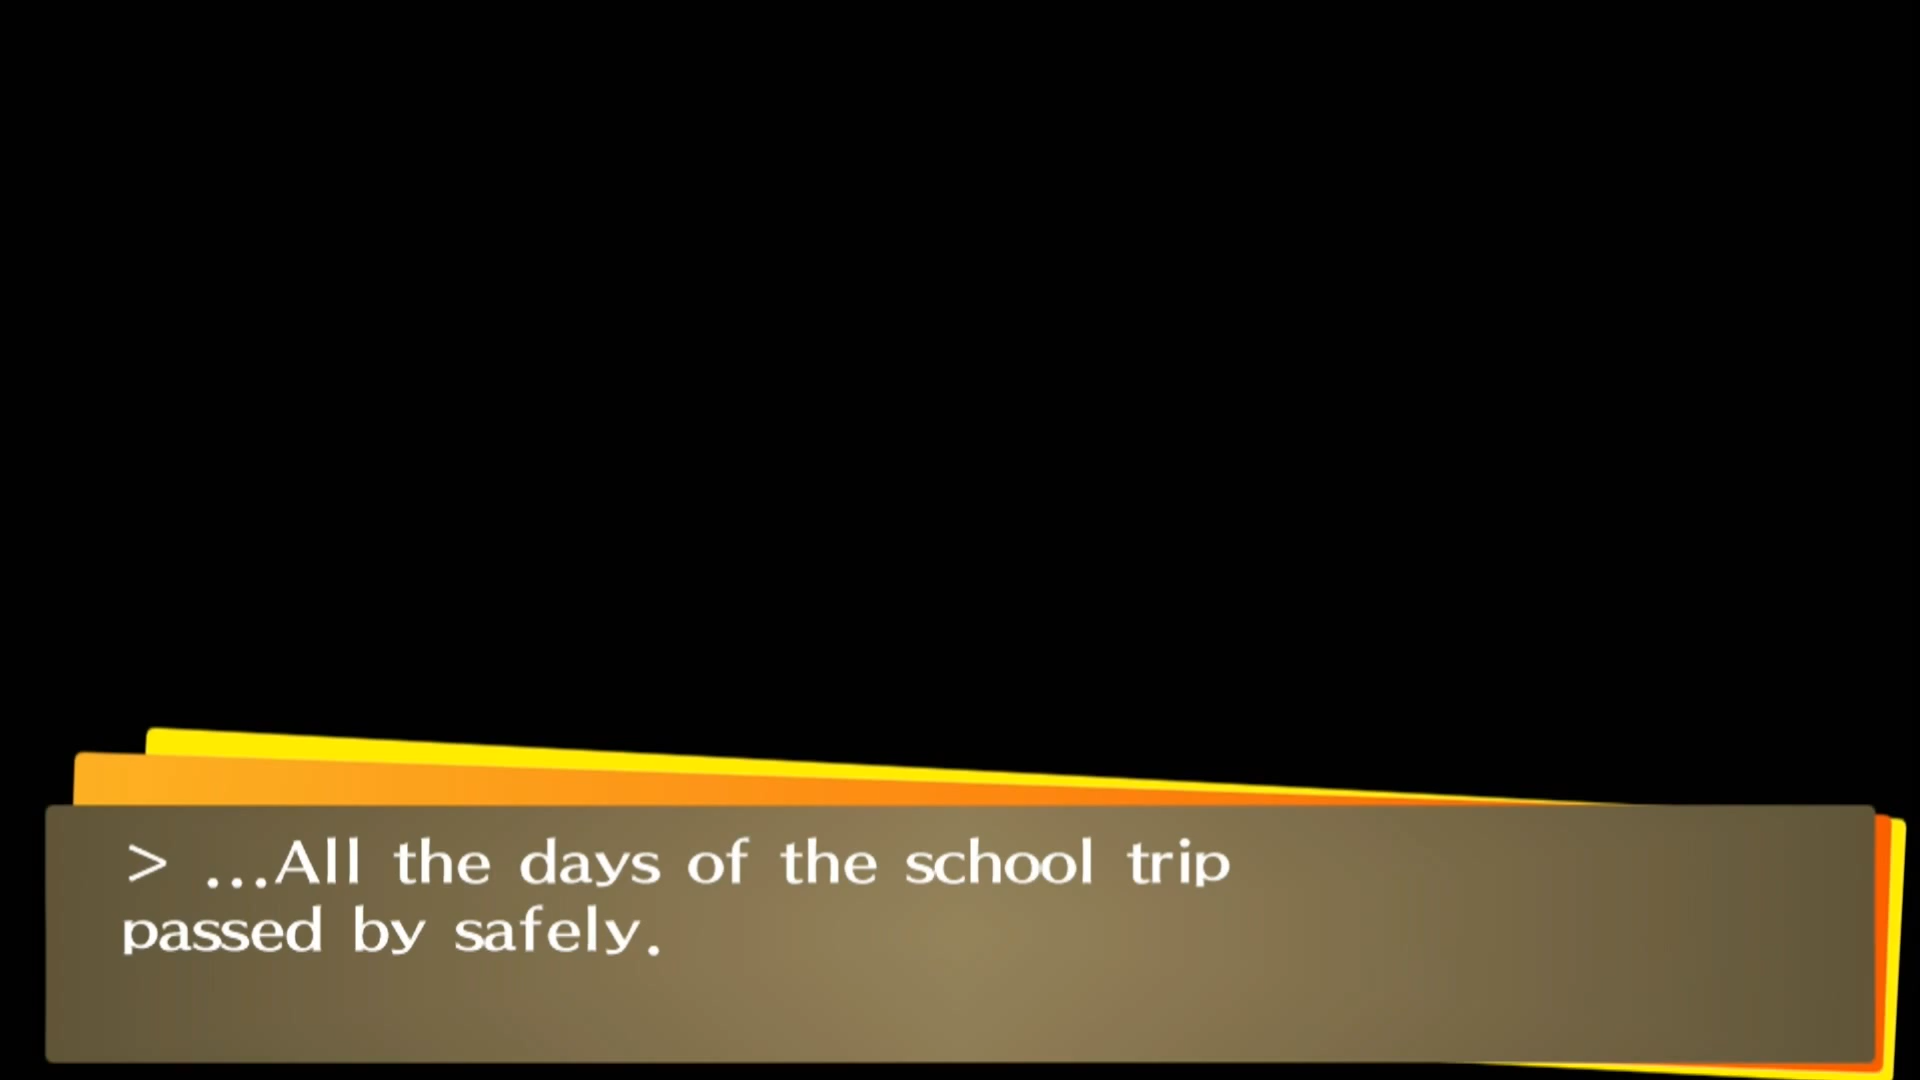 > ...All the days of the school trip
passed by safely.